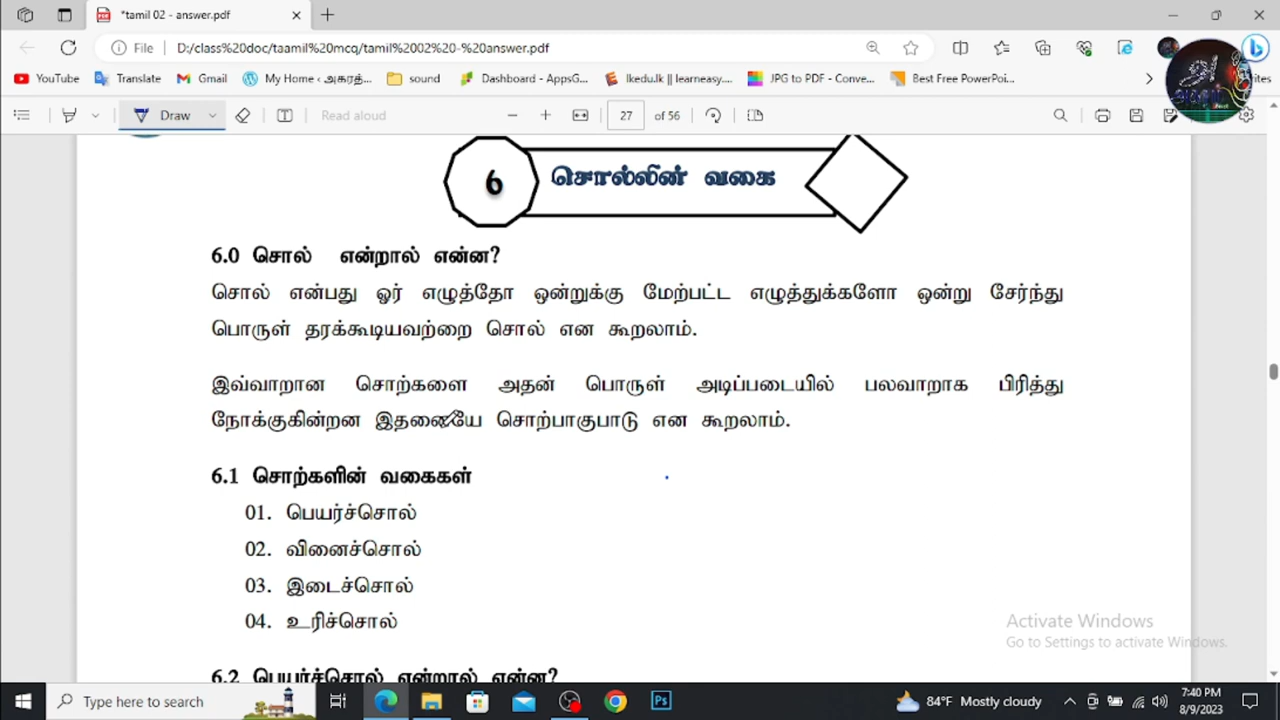 *tamil 02 - answer.pdf
File D:/class%20doc/taamil%20mcq/tamil%2002%20-%20answer.pdf
YouTube Translate Gmail My Home ‹ அகரத்... sound Dashboard - AppsG... Ikedu.lk || learneasy.... JPG to PDF - Conve... Best Free PowerPoi...
Draw Read aloud 27 of 56
6 சொல்லின் வகை
6.0 சொல் என்றால் என்ன?
சொல் என்பது ஓர் எழுத்தோ ஒன்றுக்கு மேற்பட்ட எழுத்துக்களோ ஒன்று சேர்ந்து
பொருள் தரக்கூடியவற்றை சொல் என கூறலாம்.
இவ்வாறான சொற்களை அதன் பொருள் அடிப்படையில் பலவாறாக பிரித்து
நோக்குகின்றன இதனையே சொற்பாகுபாடு என கூறலாம்.
6.1 சொற்களின் வகைகள்
01. பெயர்ச்சொல்
02. வினைச்சொல்
03. இடைச்சொல்
04. உரிச்சொல்
6.2 பெயர்ச்சொல் என்றால் என்ன?
Activate Windows
Go to Settings to activate Windows.
Type here to search
84°F Mostly cloudy
7:40 PM
8/9/2023